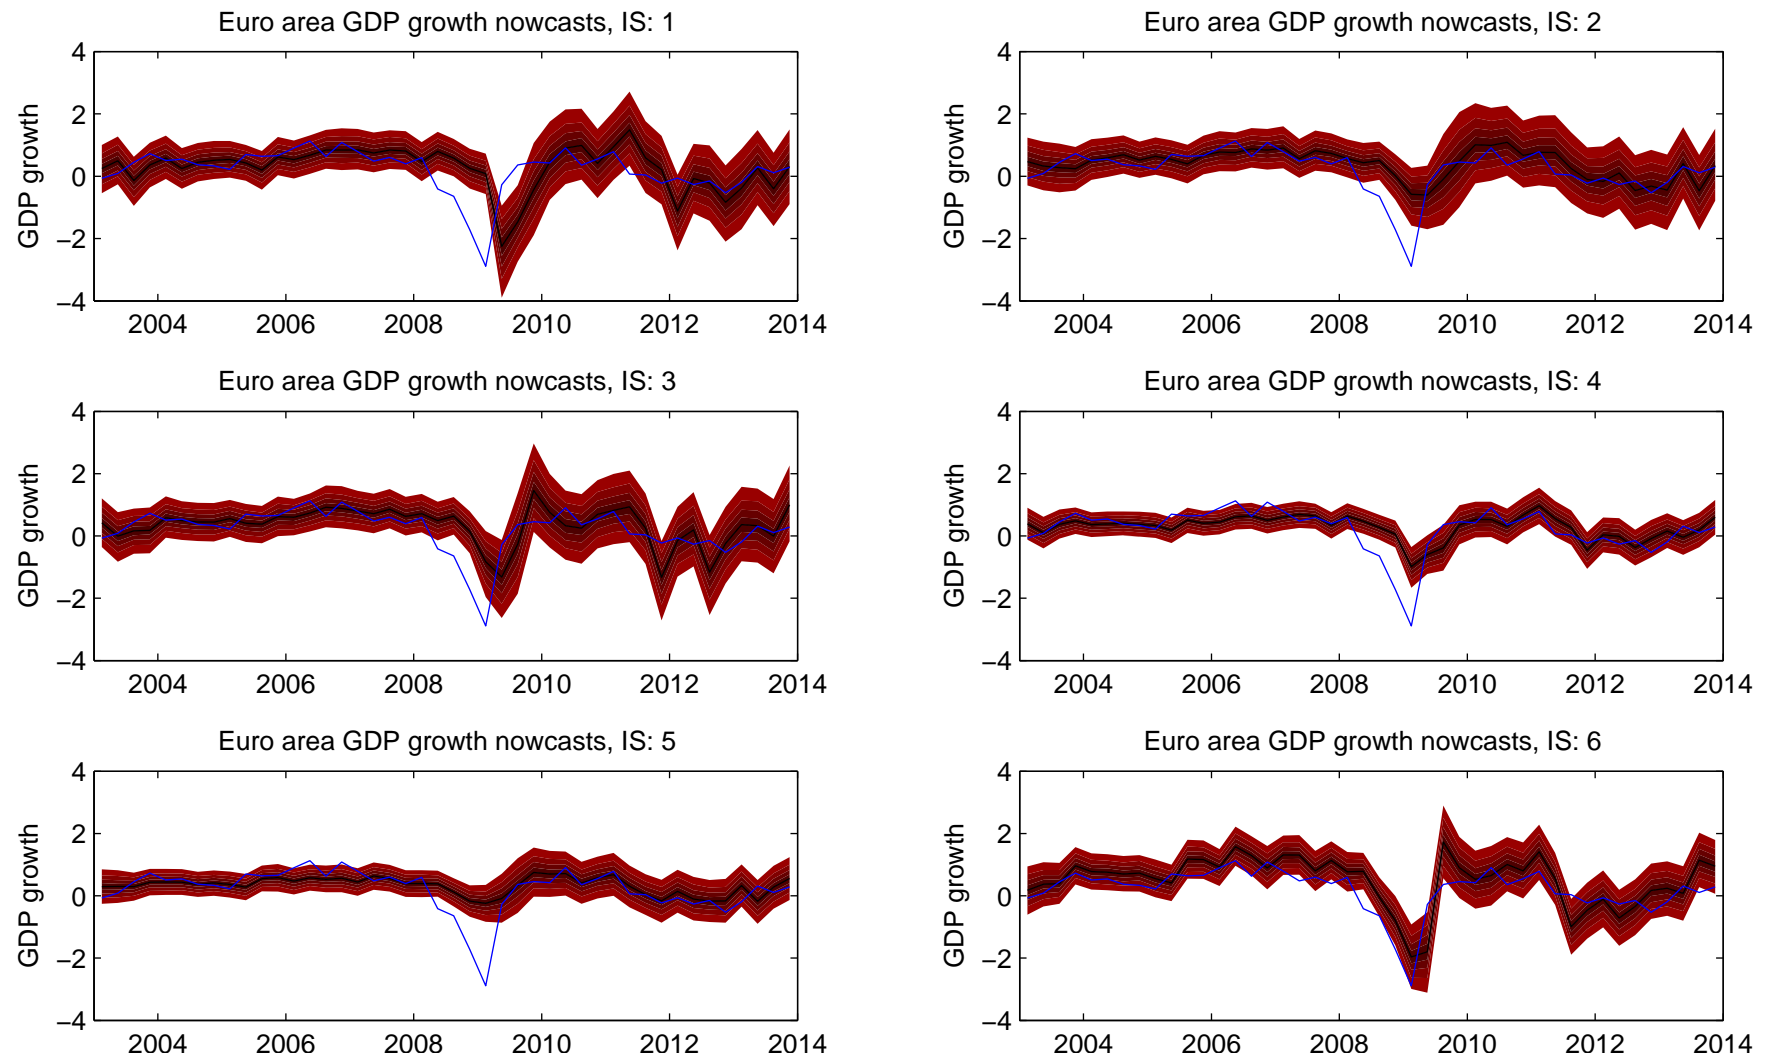 Euro area GDP growth nowcasts, IS: 1
4
2
0
−2
−4
GDP growth
2004 2006 2008 2010 2012 2014
Euro area GDP growth nowcasts, IS: 2
4
2
0
−2
−4
GDP growth
2004 2006 2008 2010 2012 2014
Euro area GDP growth nowcasts, IS: 3
4
2
0
−2
−4
GDP growth
2004 2006 2008 2010 2012 2014
Euro area GDP growth nowcasts, IS: 4
4
2
0
−2
−4
GDP growth
2004 2006 2008 2010 2012 2014
Euro area GDP growth nowcasts, IS: 5
4
2
0
−2
−4
GDP growth
2004 2006 2008 2010 2012 2014
Euro area GDP growth nowcasts, IS: 6
4
2
0
−2
−4
GDP growth
2004 2006 2008 2010 2012 2014